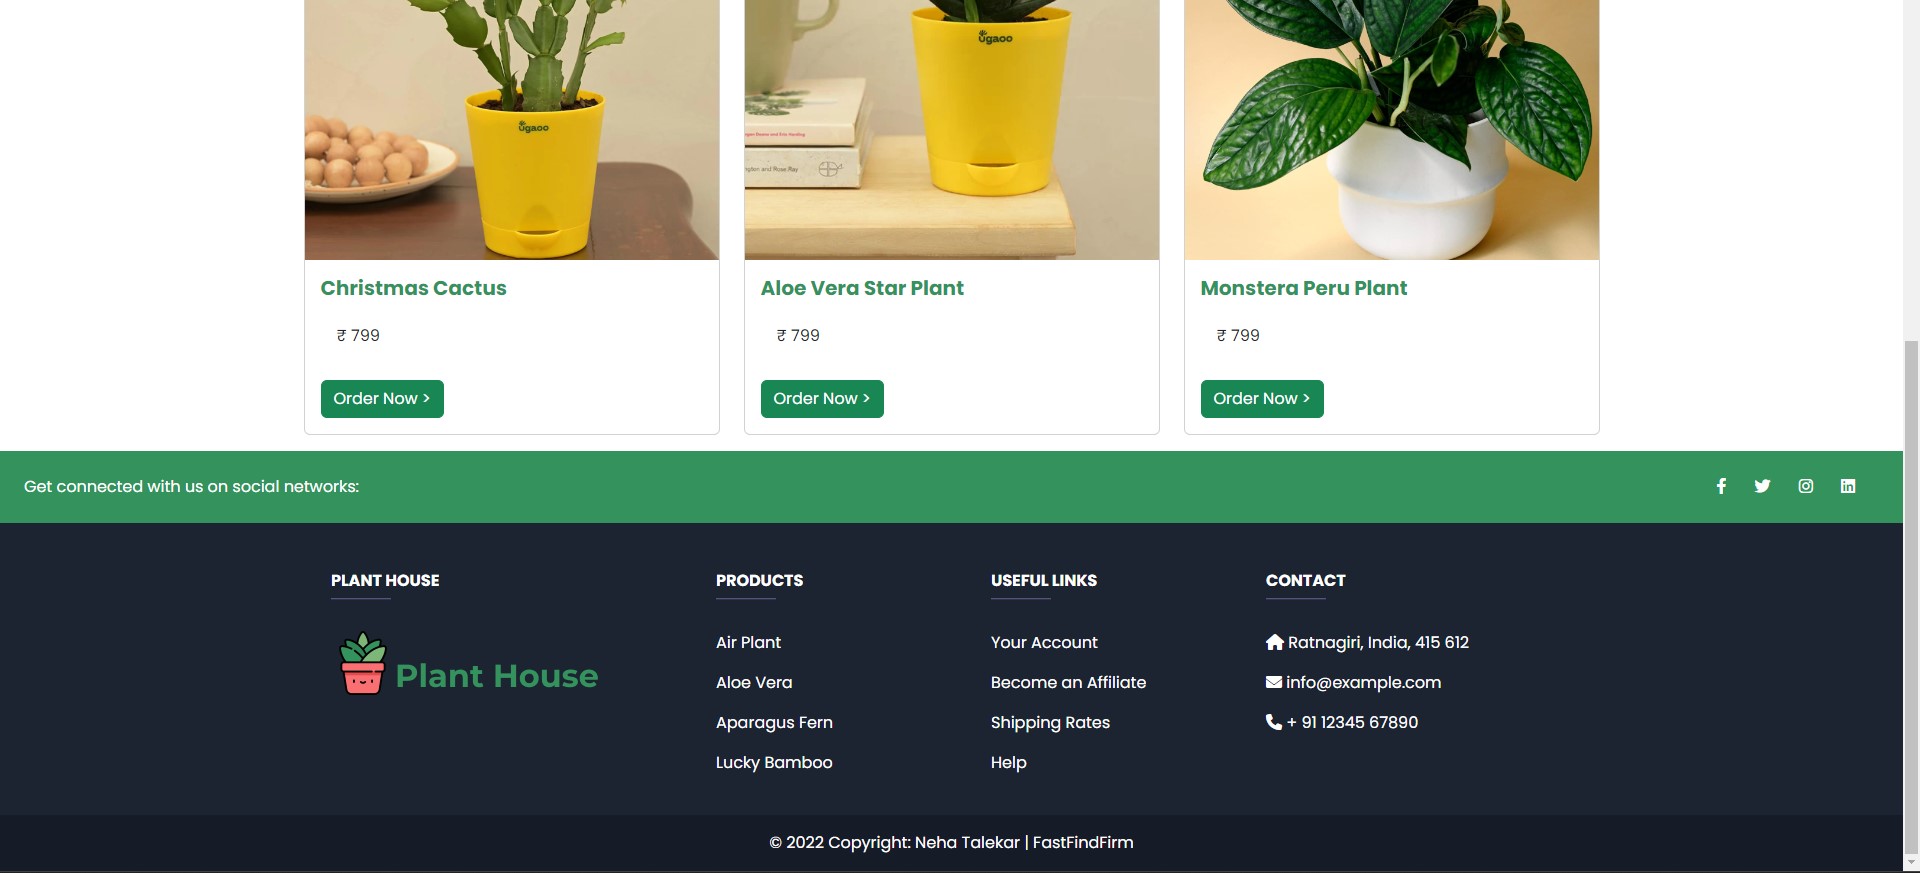 ugaoo
ugaoo
Christmas Cactus
₹ 799
Order Now >
Aloe Vera Star Plant
₹ 799
Order Now >
Monstera Peru Plant
₹ 799
Order Now >
Get connected with us on social networks:
PLANT HOUSE
Plant House
PRODUCTS
Air Plant
Aloe Vera
Aparagus Fern
Lucky Bamboo
USEFUL LINKS
Your Account
Become an Affiliate
Shipping Rates
Help
CONTACT
Ratnagiri, India, 415 612
info@example.com
+ 91 12345 67890
© 2022 Copyright: Neha Talekar | FastFindFirm